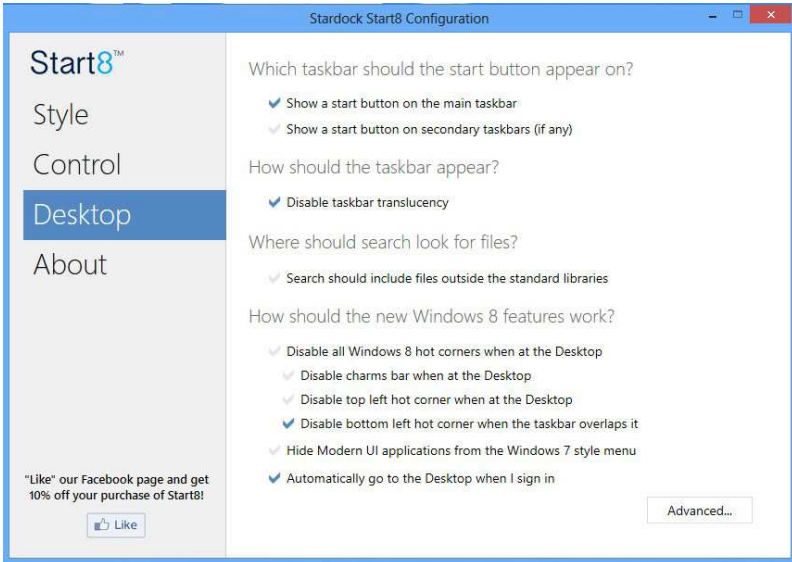 Stardock Start8 Configuration
Start8™
Style
Control
Desktop
About
"Like" our Facebook page and get
10% off your purchase of Start8!
Like
Which taskbar should the start button appear on?
Show a start button on the main taskbar
Show a start button on secondary taskbars (if any)
How should the taskbar appear?
Disable taskbar translucency
Where should search look for files?
Search should include files outside the standard libraries
How should the new Windows 8 features work?
Disable all Windows 8 hot corners when at the Desktop
Disable charms bar when at the Desktop
Disable top left hot corner when at the Desktop
Disable bottom left hot corner when the taskbar overlaps it
Hide Modern UI applications from the Windows 7 style menu
Automatically go to the Desktop when I sign in
Advanced...